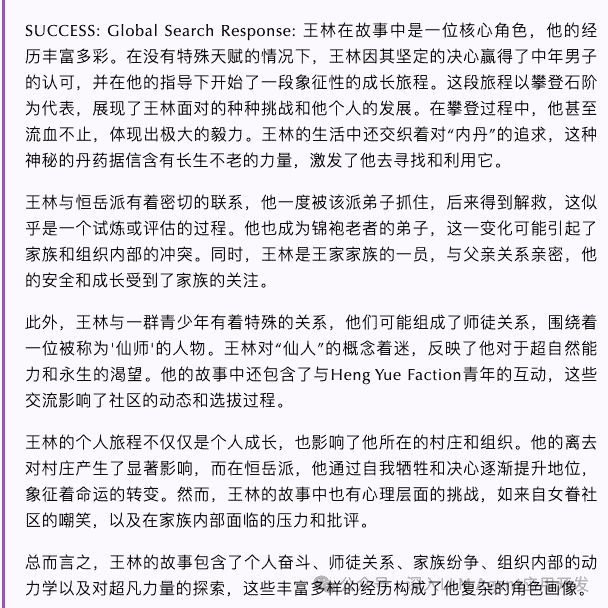 SUCCESS: Global Search Response: 王林在故事中是一位核心角色，他的经
历丰富多彩。在没有特殊天赋的情况下，王林因其坚定的决心赢得了中年男子
的认可，并在他的指导下开始了一段象征性的成长旅程。这段旅程以攀登石阶
为代表，展现了王林面对的种种挑战和他个人的发展。在攀登过程中，他甚至
流血不止，体现出极大的毅力。王林的生活中还交织着对“内丹”的追求，这种
神秘的丹药据信含有长生不老的力量，激发了他去寻找和利用它。
王林与恒岳派有着密切的联系，他一度被该派弟子抓住，后来得到解救，这似
乎是一个试炼或评估的过程。他也成为锦袍老者的弟子，这一变化可能引起了
家族和组织内部的冲突。同时，王林是王家家族的一员，与父亲关系亲密，他
的安全和成长受到了家族的关注。
此外，王林与一群青少年有着特殊的关系，他们可能组成了师徒关系，围绕着
一位被称为'仙师'的人物。王林对“仙人”的概念着迷，反映了他对于超自然能
力和永生的渴望。他的故事中还包含了与Heng Yue Faction青年的互动，这些
交流影响了社区的动态和选拔过程。
王林的个人旅程不仅仅是个人成长，也影响了他所在的村庄和组织。他的离去
对村庄产生了显著影响，而在恒岳派，他通过自我牺牲和决心逐渐提升地位，
象征着命运的转变。然而，王林的故事中也有心理层面的挑战，如来自女眷社
区的嘲笑，以及在家族内部面临的压力和批评。
总而言之，王林的故事包含了个人奋斗、师徒关系、家族纷争、组织内部的动
力学以及对超凡力量的探索，这些丰富多样的经历构成了他复杂的角色画像。